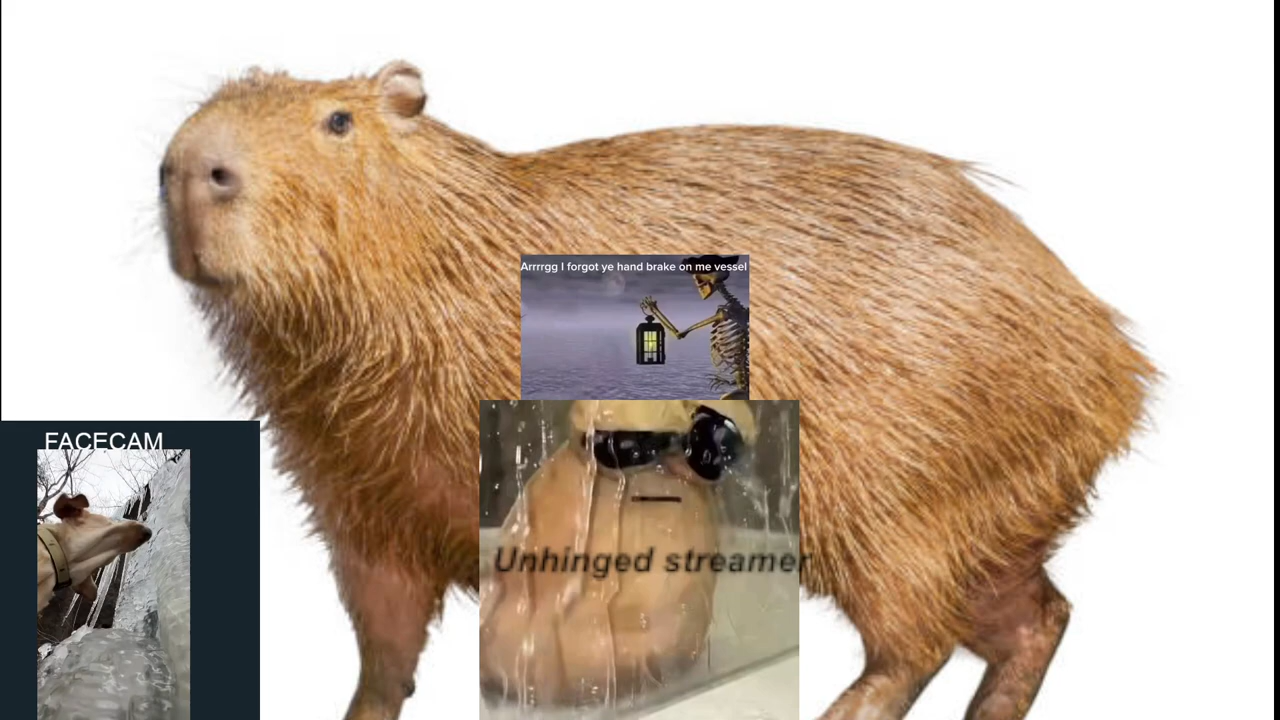 Arrrrgg I forgot ye hand brake on me vessel
FACECAM
Unhinged streamer